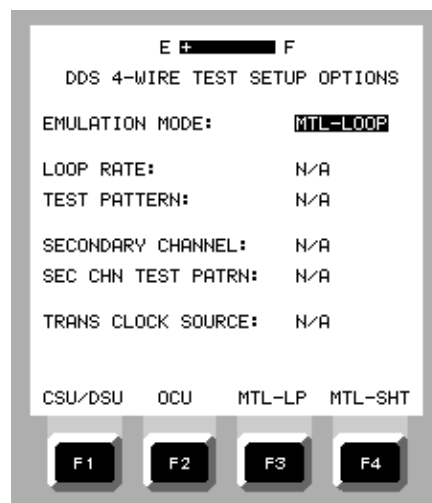 E + F
DDS 4-WIRE TEST SETUP OPTIONS
EMULATION MODE: MTL-LOOP
LOOP RATE: N/A
TEST PATTERN: N/A
SECONDARY CHANNEL: N/A
SEC CHN TEST PATRN: N/A
TRANS CLOCK SOURCE: N/A
CSU/DSU OCU MTL-LP MTL-SHT
F1 F2 F3 F4